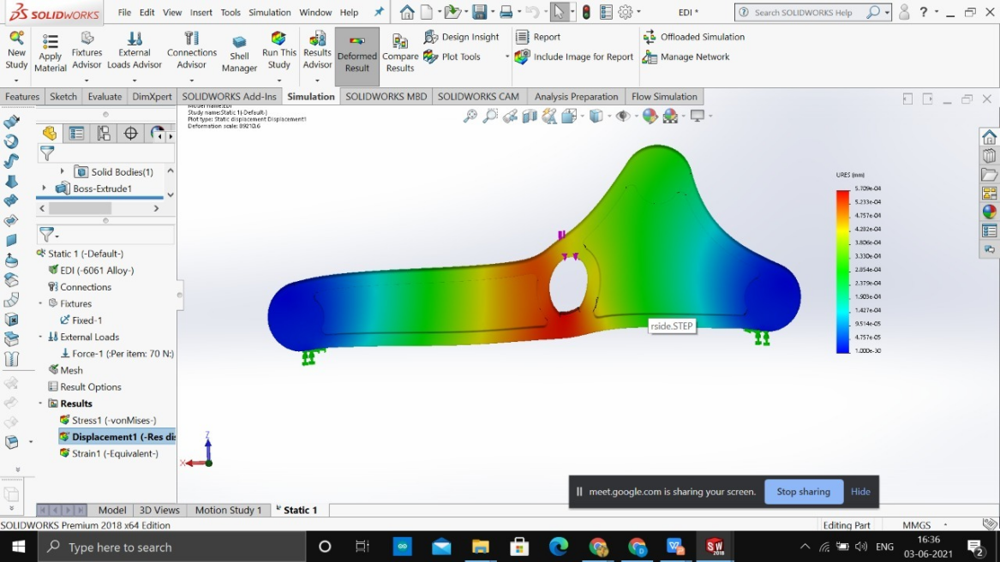 SOLIDWORKS
File Edit View Insert Tools Simulation Window Help
EDI *
Search SOLIDWORKS Help
?
New Study
Apply Material
Fixtures Advisor
External Loads Advisor
Connections Advisor
Shell Manager
Run This Study
Results Advisor
Deformed Result
Compare Results
Design Insight
Plot Tools
Report
Include Image for Report
Offloaded Simulation
Manage Network
Features Sketch Evaluate DimXpert SOLIDWORKS Add-Ins Simulation SOLIDWORKS MBD SOLIDWORKS CAM Analysis Preparation Flow Simulation
Model name:EDI
Study name:Static 1(-Default-)
Plot type: Static displacement Displacement1
Deformation scale: 89210.6
Solid Bodies(1)
Boss-Extrude1
Static 1 (-Default-)
EDI (-6061 Alloy-)
Connections
Fixtures
Fixed-1
External Loads
Force-1 (:Per item: 70 N:)
Mesh
Result Options
Results
Stress1 (-vonMises-)
Displacement1 (-Res dis
Strain1 (-Equivalent-)
URES (mm)
5.709e-04
5.233e-04
4.757e-04
4.282e-04
3.806e-04
3.330e-04
2.854e-04
2.379e-04
1.903e-04
1.427e-04
9.514e-05
4.757e-05
1.000e-30
rside.STEP
Z
X
meet.google.com is sharing your screen.
Stop sharing
Hide
Model 3D Views Motion Study 1 Static 1
SOLIDWORKS Premium 2018 x64 Edition
Editing Part
MMGS
Type here to search
SW
2018
ENG
16:36
03-06-2021
2